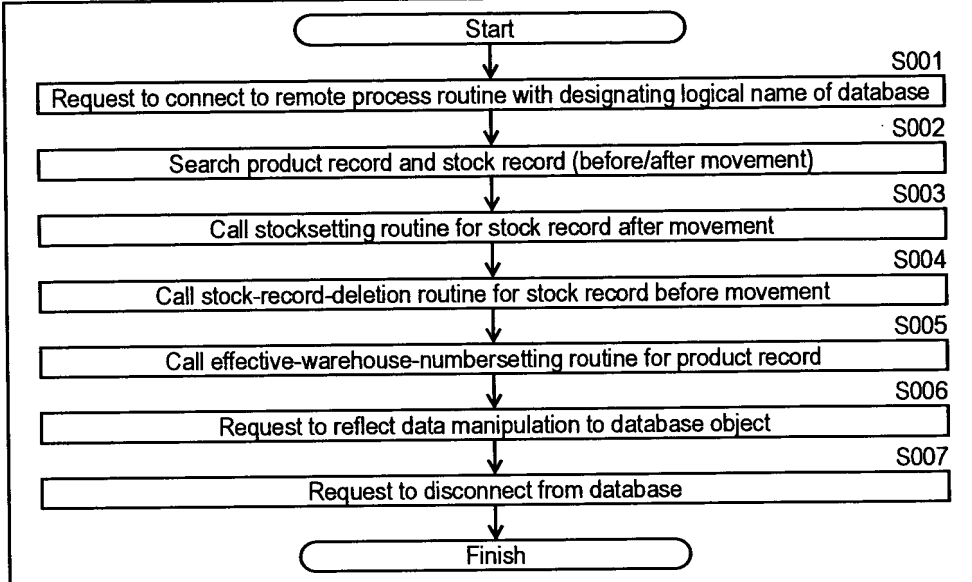 Start
S001
Request to connect to remote process routine with designating logical name of database
S002
Search product record and stock record (before/after movement)
S003
Call stocksetting routine for stock record after movement
S004
Call stock-record-deletion routine for stock record before movement
S005
Call effective-warehouse-numbersetting routine for product record
S006
Request to reflect data manipulation to database object
S007
Request to disconnect from database
Finish